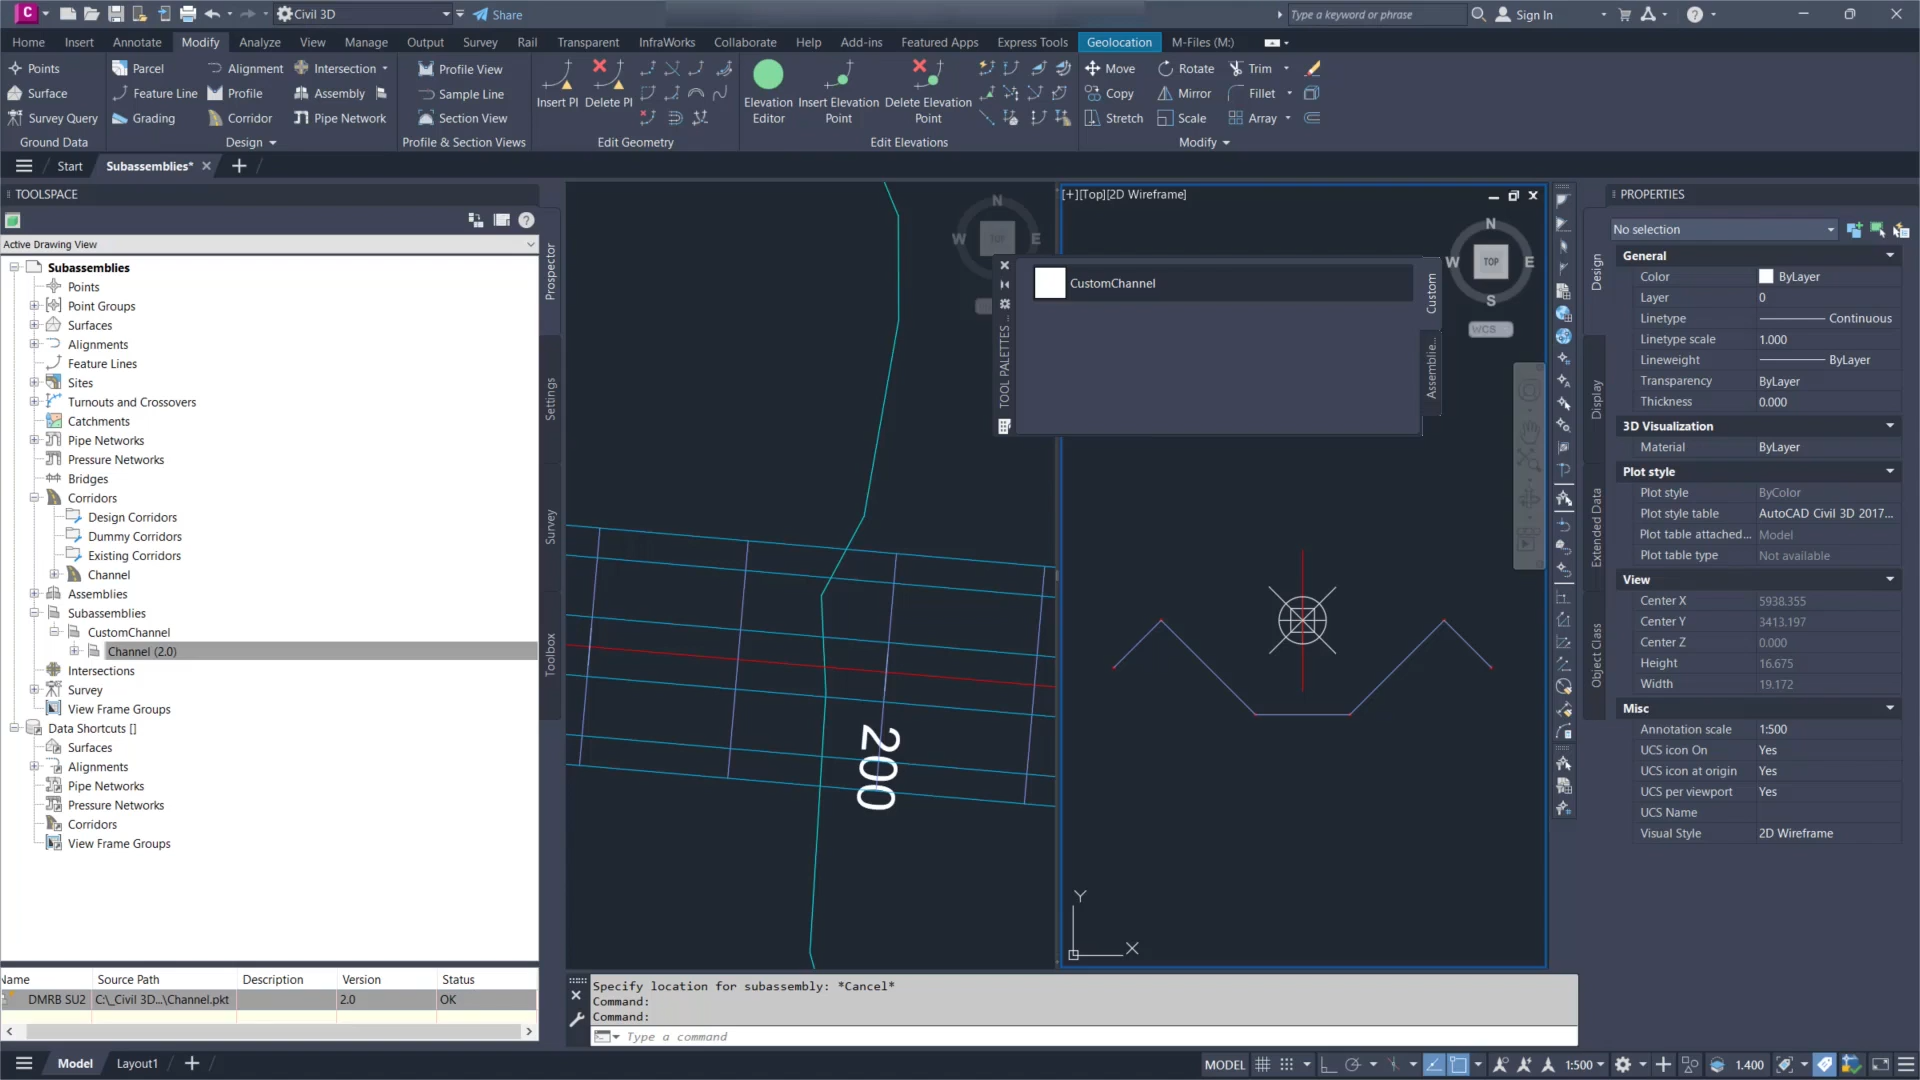 C
Civil 3D
Share
Type a keyword or phrase
Sign In
Home Insert Annotate Modify Analyze View Manage Output Survey Rail Transparent InfraWorks Collaborate Help Add-ins Featured Apps Express Tools Geolocation M-Files (M:)
Points
Surface
Survey Query
Ground Data
Parcel
Feature Line
Grading
Alignment
Profile
Corridor
Intersection
Assembly
Pipe Network
Design
Profile View
Sample Line
Section View
Profile & Section Views
Insert PI
Delete PI
Edit Geometry
Elevation Editor
Insert Elevation Point
Delete Elevation Point
Edit Elevations
Move
Copy
Stretch
Rotate
Mirror
Scale
Trim
Fillet
Array
Modify
Start
Subassemblies*
TOOLSPACE
Active Drawing View
Subassemblies
Points
Point Groups
Surfaces
Alignments
Feature Lines
Sites
Turnouts and Crossovers
Catchments
Pipe Networks
Pressure Networks
Bridges
Corridors
Design Corridors
Dummy Corridors
Existing Corridors
Channel
Assemblies
Subassemblies
CustomChannel
Channel (2.0)
Intersections
Survey
View Frame Groups
Data Shortcuts []
Surfaces
Alignments
Pipe Networks
Pressure Networks
Corridors
View Frame Groups
Prospector
Settings
Survey
Toolbox
Name Source Path Description Version Status
DMRB SU2 C:\_Civil 3D...\Channel.pkt 2.0 OK
N
W TOP E
200
[+][Top][2D Wireframe]
N
W TOP E
S
WCS
TOOL PALETTES ...
CustomChannel
Custom
Assemblie...
Y
X
Specify location for subassembly: *Cancel*
Command:
Command:
Type a command
PROPERTIES
No selection
Design
Display
Extended Data
Object Class
General
Color ByLayer
Layer 0
Linetype Continuous
Linetype scale 1.000
Lineweight ByLayer
Transparency ByLayer
Thickness 0.000
3D Visualization
Material ByLayer
Plot style
Plot style ByColor
Plot style table AutoCAD Civil 3D 2017...
Plot table attached... Model
Plot table type Not available
View
Center X 5938.355
Center Y 3413.197
Center Z 0.000
Height 16.675
Width 19.172
Misc
Annotation scale 1:500
UCS icon On Yes
UCS icon at origin Yes
UCS per viewport Yes
UCS Name
Visual Style 2D Wireframe
Model Layout1
MODEL 1:500 1.400